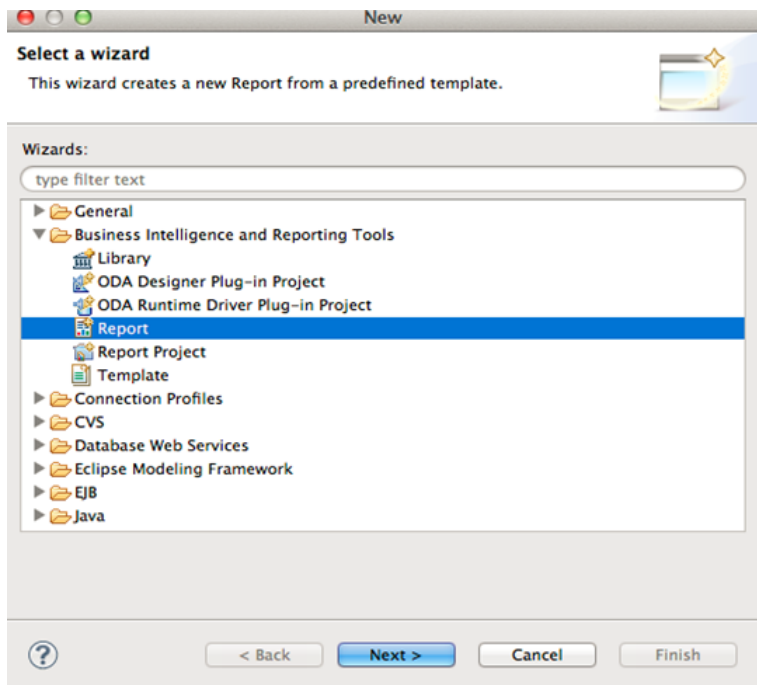 New
Select a wizard
This wizard creates a new Report from a predefined template.
Wizards:
type filter text
General
Business Intelligence and Reporting Tools
Library
ODA Designer Plug-in Project
ODA Runtime Driver Plug-in Project
Report
Report Project
Template
Connection Profiles
CVS
Database Web Services
Eclipse Modeling Framework
EJB
Java
? < Back Next > Cancel Finish